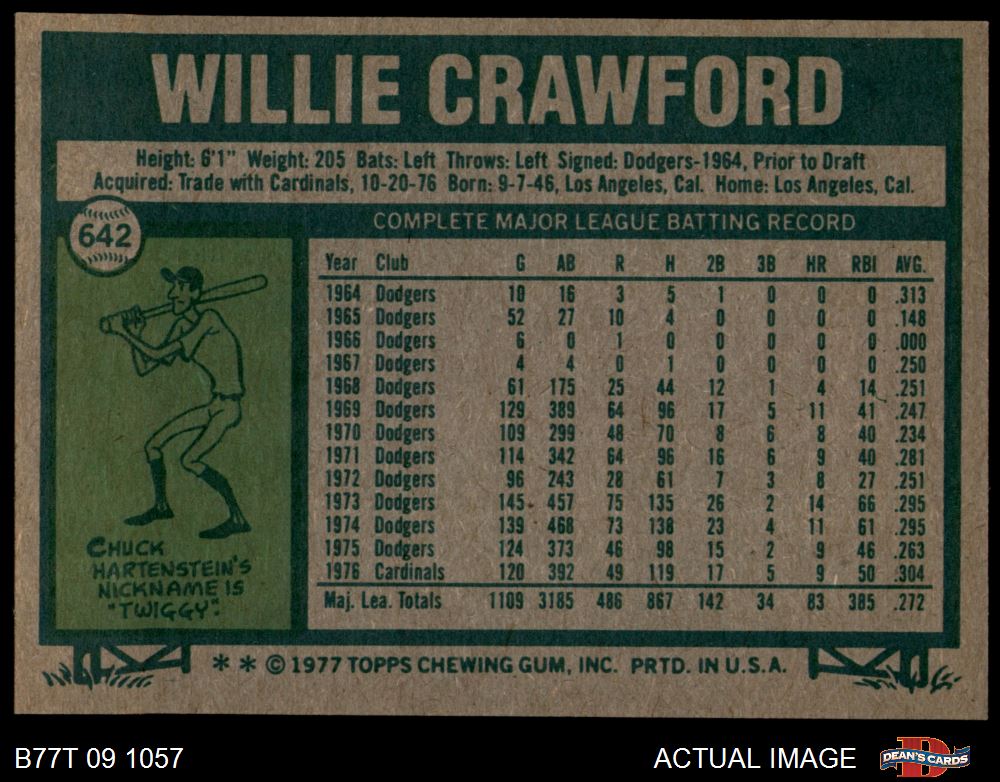 WILLIE CRAWFORD
Height: 6'1" Weight: 205 Bats: Left Throws: Left Signed: Dodgers-1964, Prior to Draft
Acquired: Trade with Cardinals, 10-20-76 Born: 9-7-46, Los Angeles, Cal. Home: Los Angeles, Cal.
642
COMPLETE MAJOR LEAGUE BATTING RECORD
Year Club G AB R H 2B 3B HR RBI AVG.
1964 Dodgers 10 16 3 5 1 0 0 0 .313
1965 Dodgers 52 27 10 4 0 0 0 0 .148
1966 Dodgers 6 0 1 0 0 0 0 0 .000
1967 Dodgers 4 4 0 1 0 0 0 0 .250
1968 Dodgers 61 175 25 44 12 1 4 14 .251
1969 Dodgers 129 389 64 96 17 5 11 41 .247
1970 Dodgers 109 299 48 70 8 6 8 40 .234
1971 Dodgers 114 342 64 96 16 6 9 40 .281
1972 Dodgers 96 243 28 61 7 3 8 27 .251
1973 Dodgers 145 457 75 135 26 2 14 66 .295
1974 Dodgers 139 468 73 138 23 4 11 61 .295
1975 Dodgers 124 373 46 98 15 2 9 46 .263
1976 Cardinals 120 392 49 119 17 5 9 50 .304
Maj. Lea. Totals 1109 3185 486 867 142 34 83 385 .272
CHUCK
HARTENSTEIN'S
NICKNAME IS
"TWIGGY".
* * © 1977 TOPPS CHEWING GUM, INC. PRTD. IN U.S.A.
B77T 09 1057
ACTUAL IMAGE
DEAN'S CARDS